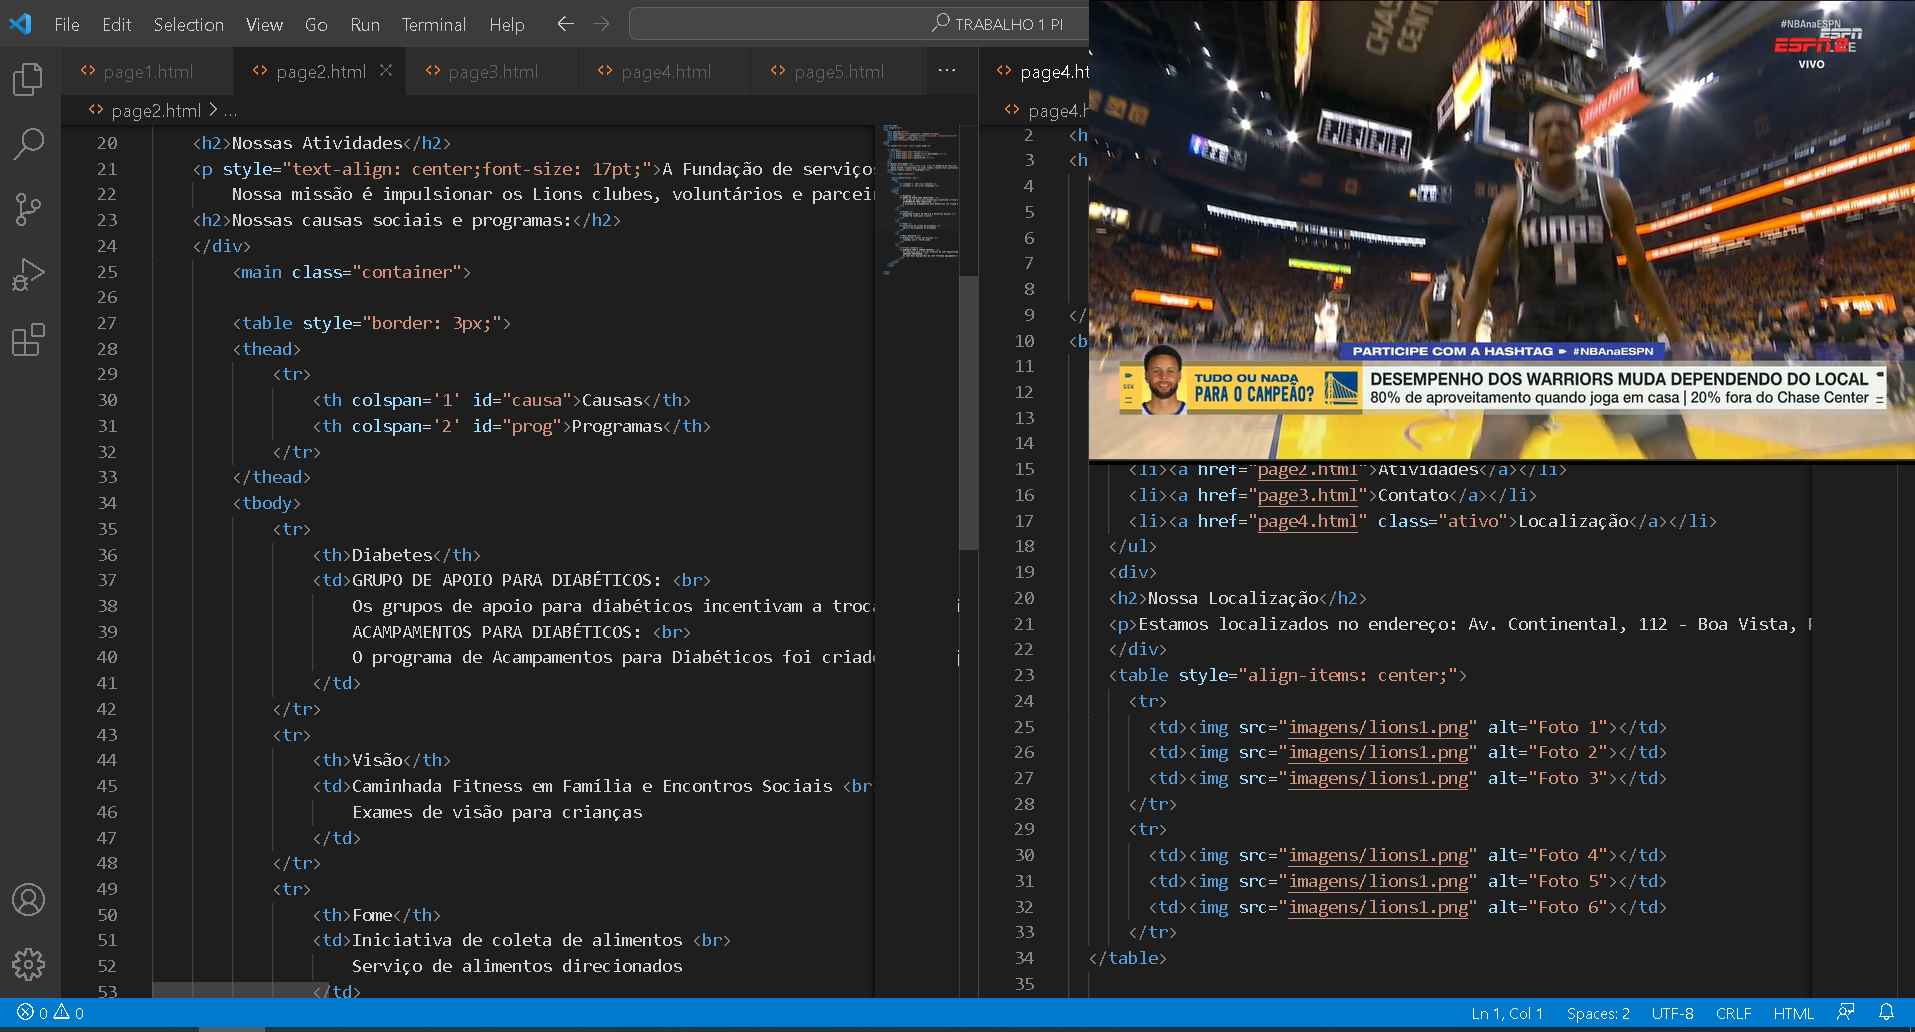 File Edit Selection View Go Run Terminal Help
TRABALHO 1 PI
page1.html page2.html page3.html page4.html page5.html ...
page2.html > ...
20 <h2>Nossas Atividades</h2>
21 <p style="text-align: center;font-size: 17pt;">A Fundação de serviços
22 Nossa missão é impulsionar os Lions clubes, voluntários e parceir
23 <h2>Nossas causas sociais e programas:</h2>
24 </div>
25 <main class="container">
26
27 <table style="border: 3px;">
28 <thead>
29 <tr>
30 <th colspan='1' id="causa">Causas</th>
31 <th colspan='2' id="prog">Programas</th>
32 </tr>
33 </thead>
34 <tbody>
35 <tr>
36 <th>Diabetes</th>
37 <td>GRUPO DE APOIO PARA DIABÉTICOS: <br>
38 Os grupos de apoio para diabéticos incentivam a troca
39 ACAMPAMENTOS PARA DIABÉTICOS: <br>
40 O programa de Acampamentos para Diabéticos foi criado
41 </td>
42 </tr>
43 <tr>
44 <th>Visão</th>
45 <td>Caminhada Fitness em Família e Encontros Sociais <br
46 Exames de visão para crianças
47 </td>
48 </tr>
49 <tr>
50 <th>Fome</th>
51 <td>Iniciativa de coleta de alimentos <br>
52 Serviço de alimentos direcionados
53 </td>
page4.ht
page4.h
2 <h
3 <h
4
5
6
7
8
9 </
10 <b
11
12
13
14
15 <li><a href="page2.html">Atividades</a></li>
16 <li><a href="page3.html">Contato</a></li>
17 <li><a href="page4.html" class="ativo">Localização</a></li>
18 </ul>
19 <div>
20 <h2>Nossa Localização</h2>
21 <p>Estamos localizados no endereço: Av. Continental, 112 - Boa Vista,
22 </div>
23 <table style="align-items: center;">
24 <tr>
25 <td><img src="imagens/lions1.png" alt="Foto 1"></td>
26 <td><img src="imagens/lions1.png" alt="Foto 2"></td>
27 <td><img src="imagens/lions1.png" alt="Foto 3"></td>
28 </tr>
29 <tr>
30 <td><img src="imagens/lions1.png" alt="Foto 4"></td>
31 <td><img src="imagens/lions1.png" alt="Foto 5"></td>
32 <td><img src="imagens/lions1.png" alt="Foto 6"></td>
33 </tr>
34 </table>
35
CHASE
CENTER
#NBAnaESPN
VIVO
StateFarm
KINGS
PARTICIPE COM A HASHTAG #NBAnaESPN
GSW
TUDO OU NADA
PARA O CAMPEÃO?
DESEMPENHO DOS WARRIORS MUDA DEPENDENDO DO LOCAL
80% de aproveitamento quando joga em casa | 20% fora do Chase Center
0 0
Ln 1, Col 1 Spaces: 2 UTF-8 CRLF HTML